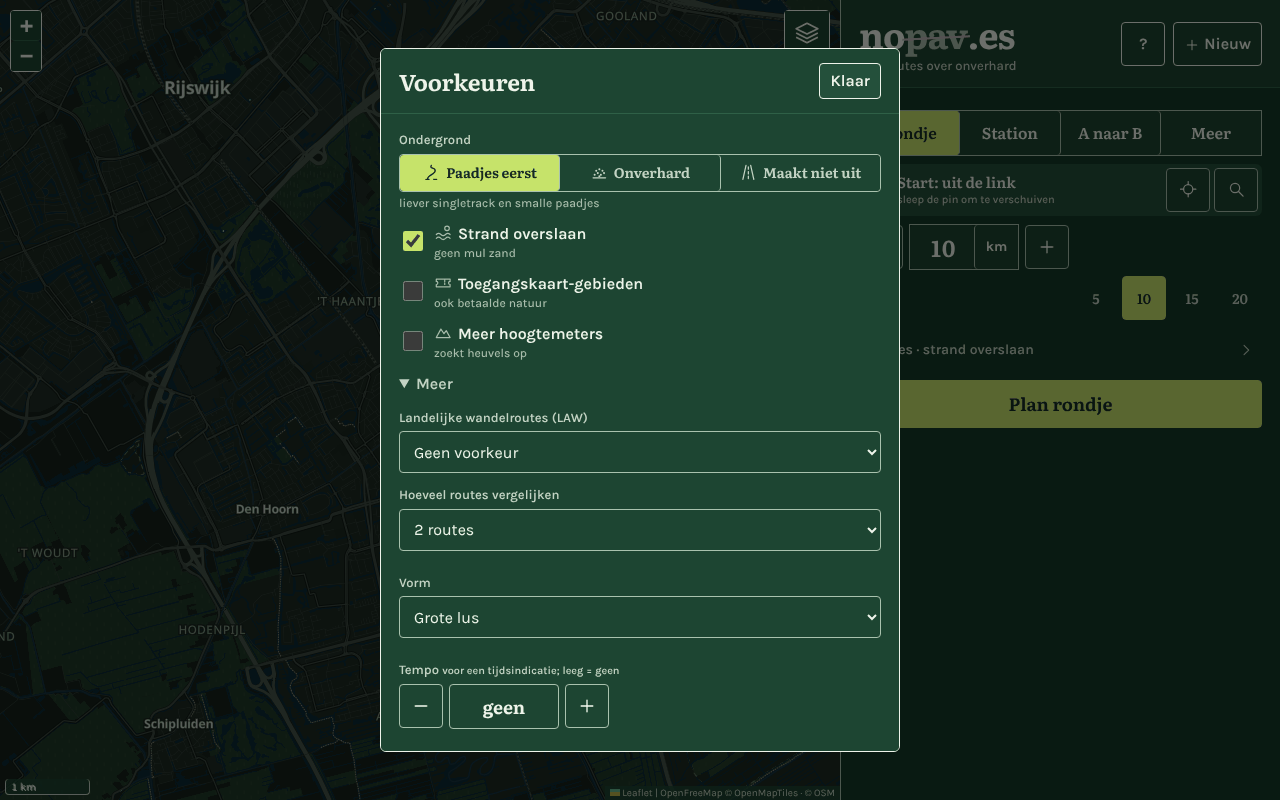 GOOLAND
+
−
Rijswijk
nopav.es
utes over onverhard
?
+ Nieuw
Voorkeuren
Klaar
ndje
Station
A naar B
Meer
Ondergrond
Paadjes eerst
Onverhard
Maakt niet uit
liever singletrack en smalle paadjes
Start: uit de link
sleep de pin om te verschuiven
Strand overslaan
geen mul zand
10
km
+
Toegangskaart-gebieden
ook betaalde natuur
5
10
15
20
'T HAANTJE
Meer hoogtemeters
zoekt heuvels op
es · strand overslaan
Meer
Plan rondje
Landelijke wandelroutes (LAW)
Geen voorkeur
Hoeveel routes vergelijken
2 routes
Den Hoorn
'T WOUDT
Vorm
Grote lus
HODENPIJL
ND
Tempo voor een tijdsindicatie; leeg = geen
−
geen
+
Schipluiden
1 km
Leaflet | OpenFreeMap © OpenMapTiles · © OSM